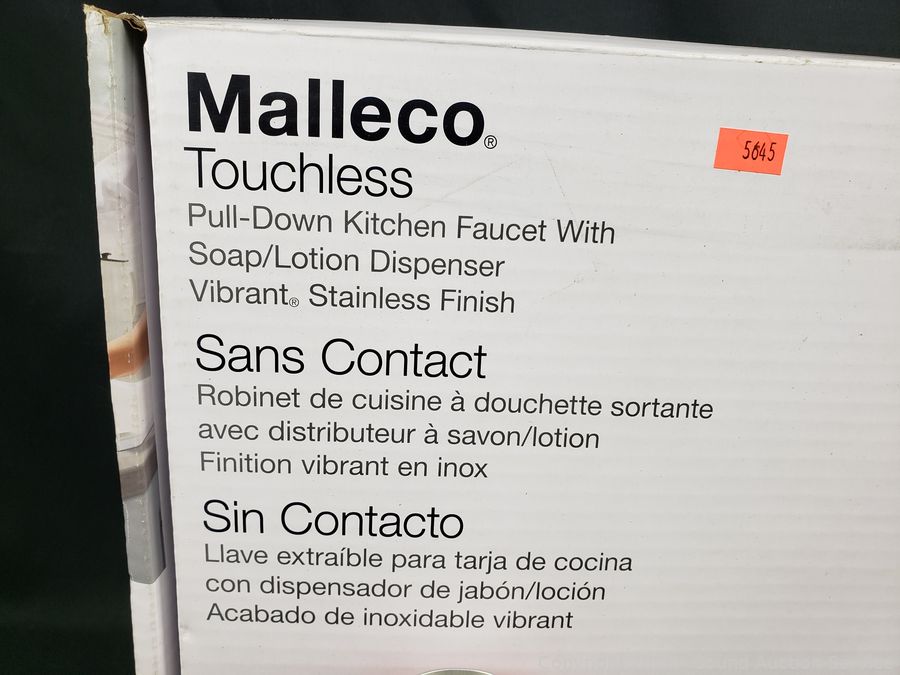 Malleco®
Touchless
Pull-Down Kitchen Faucet With
Soap/Lotion Dispenser
Vibrant® Stainless Finish
5645
Sans Contact
Robinet de cuisine à douchette sortante
avec distributeur à savon/lotion
Finition vibrant en inox
Sin Contacto
Llave extraíble para tarja de cocina
con dispensador de jabón/loción
Acabado de inoxidable vibrant